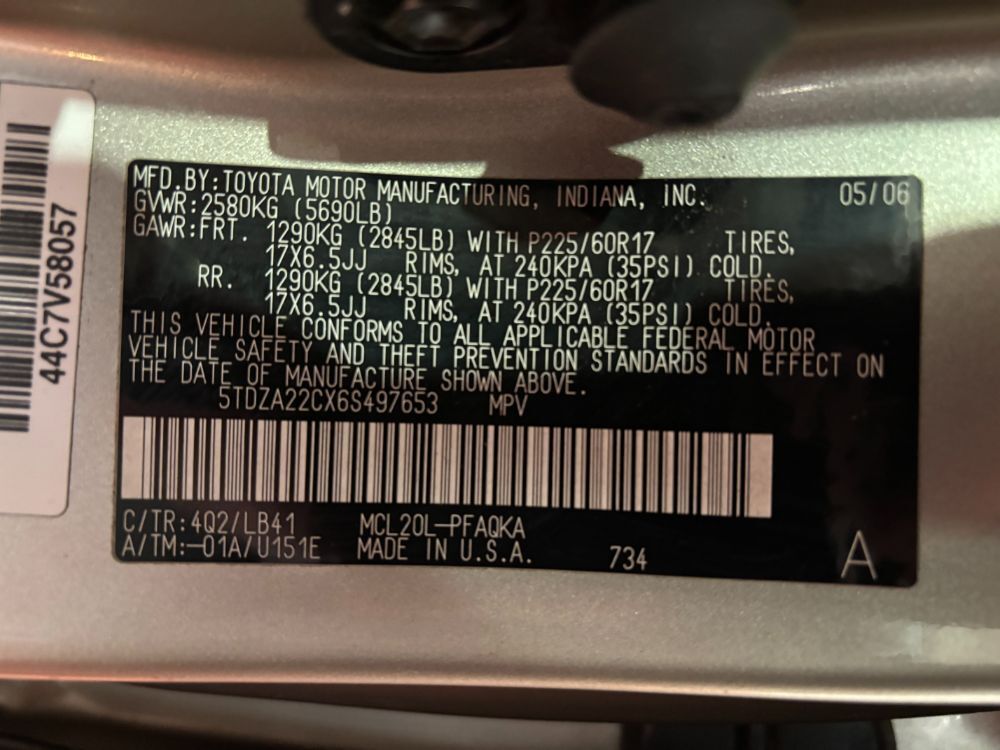 44C7V58057
MFD.BY:TOYOTA MOTOR MANUFACTURING, INDIANA, INC. 05/06
GVWR:2580KG (5690LB)
GAWR:FRT. 1290KG (2845LB) WITH P225/60R17 TIRES,
17X6.5JJ RIMS, AT 240KPA (35PSI) COLD.
RR. 1290KG (2845LB) WITH P225/60R17 TIRES,
17X6.5JJ RIMS, AT 240KPA (35PSI) COLD.
THIS VEHICLE CONFORMS TO ALL APPLICABLE FEDERAL MOTOR
VEHICLE SAFETY AND THEFT PREVENTION STANDARDS IN EFFECT ON
THE DATE OF MANUFACTURE SHOWN ABOVE.
5TDZA22CX6S497653 MPV
C/TR:4Q2/LB41 MCL20L-PFAQKA
A/TM:-01A/U151E MADE IN U.S.A. 734 A